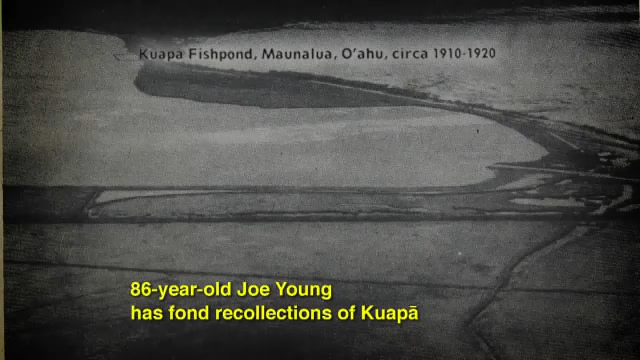 Kuapa Fishpond, Maunalua, O'ahu, circa 1910-1920
86-year-old Joe Young
has fond recollections of Kuapā